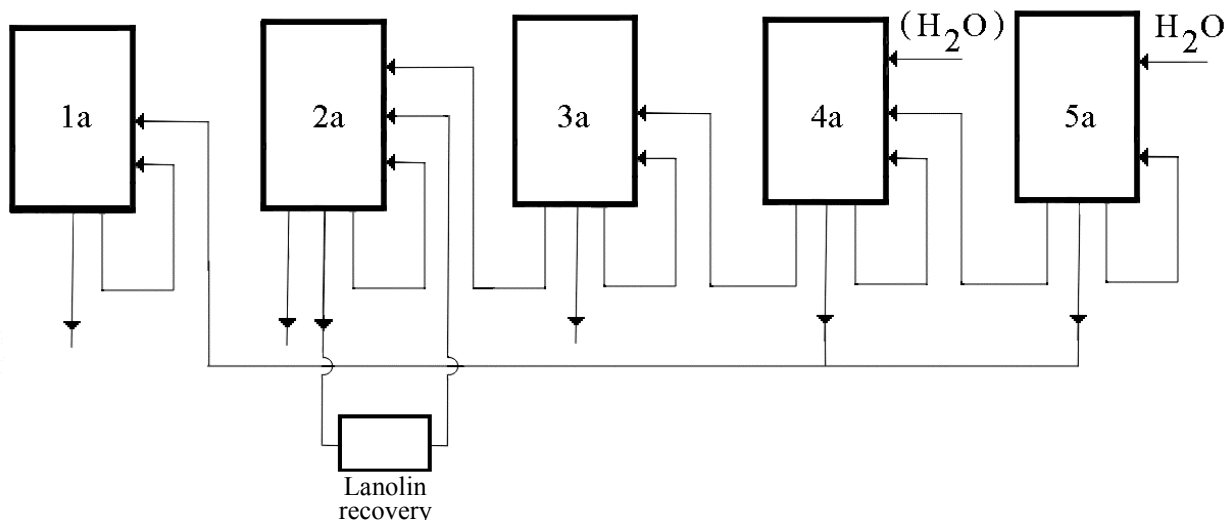 (H₂O)
H₂O
1a
2a
3a
4a
5a
Lanolin
recovery